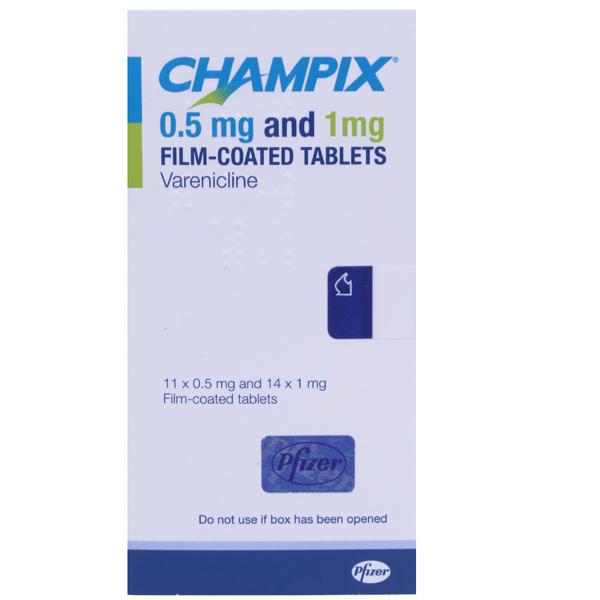 CHAMPIX®
0.5 mg and 1mg
FILM-COATED TABLETS
Varenicline
11 x 0.5 mg and 14 x 1 mg
Film-coated tablets
Pfizer
Do not use if box has been opened
Pfizer